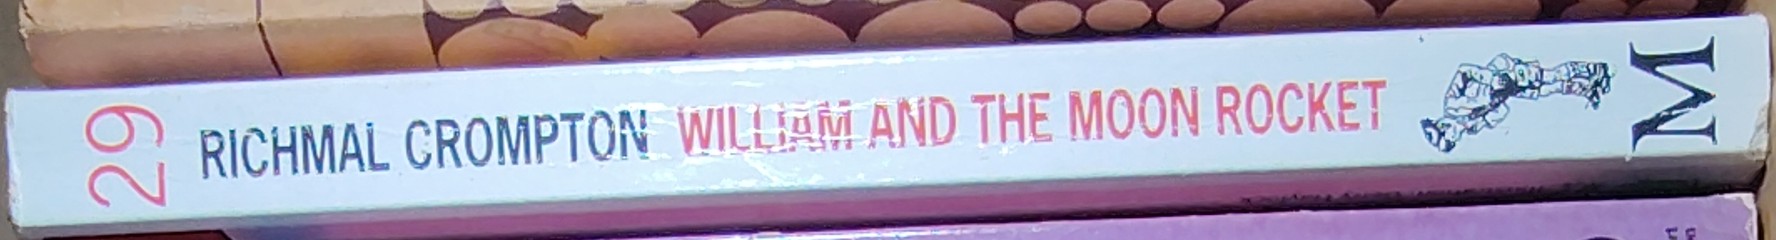 29 RICHMAL CROMPTON WILLIAM AND THE MOON ROCKET M